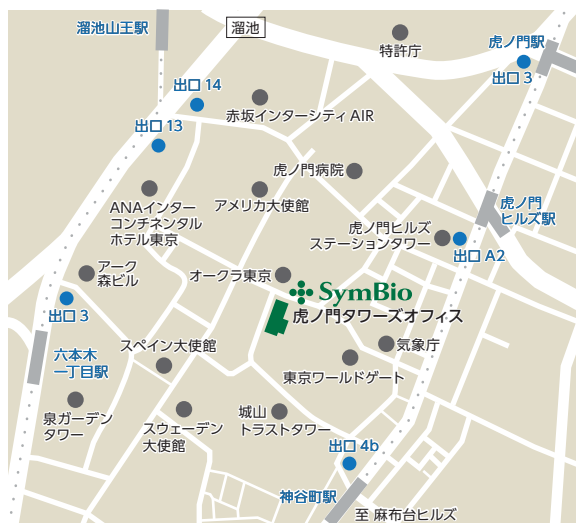 溜池山王駅
溜池
特許庁
虎ノ門駅
出口 3
出口 14
赤坂インターシティ AIR
出口 13
虎ノ門病院
ANAインター
コンチネンタル
ホテル東京
アメリカ大使館
虎ノ門
ヒルズ駅
虎ノ門ヒルズ
ステーションタワー
出口 A2
アーク
森ビル
オークラ東京
SymBio
虎ノ門タワーズオフィス
出口 3
六本木
一丁目駅
スペイン大使館
気象庁
東京ワールドゲート
泉ガーデン
タワー
スウェーデン
大使館
城山
トラストタワー
出口 4b
神谷町駅
至 麻布台ヒルズ